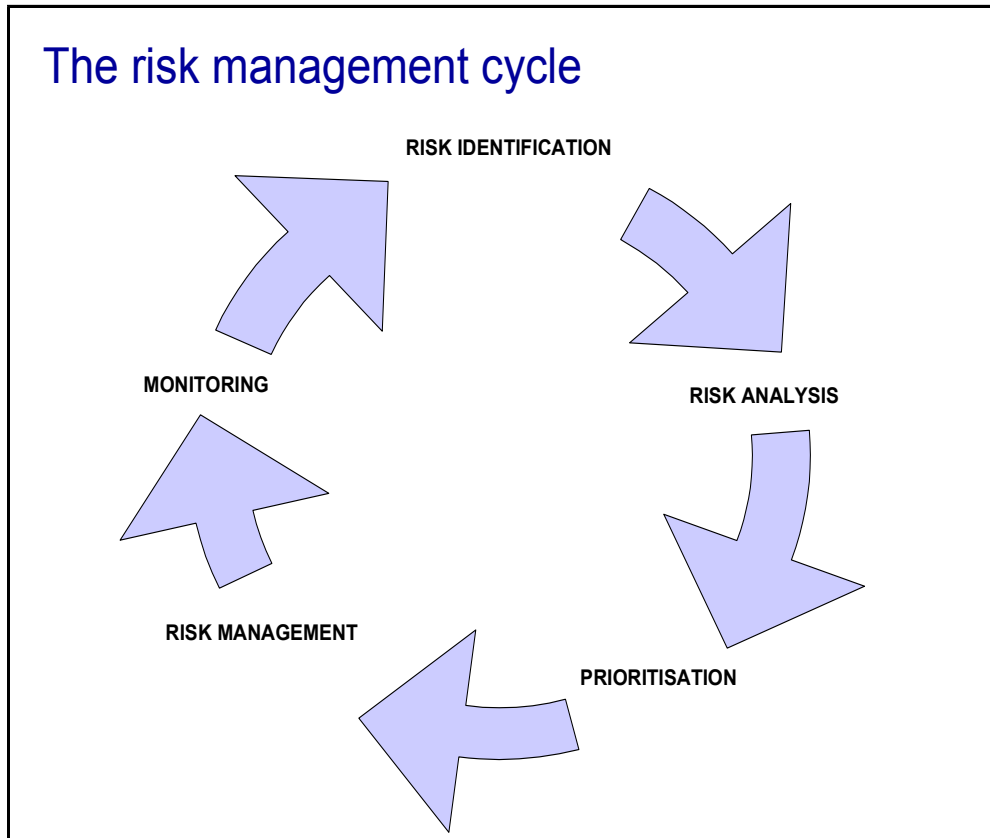 The risk management cycle
RISK IDENTIFICATION
RISK ANALYSIS
PRIORITISATION
RISK MANAGEMENT
MONITORING